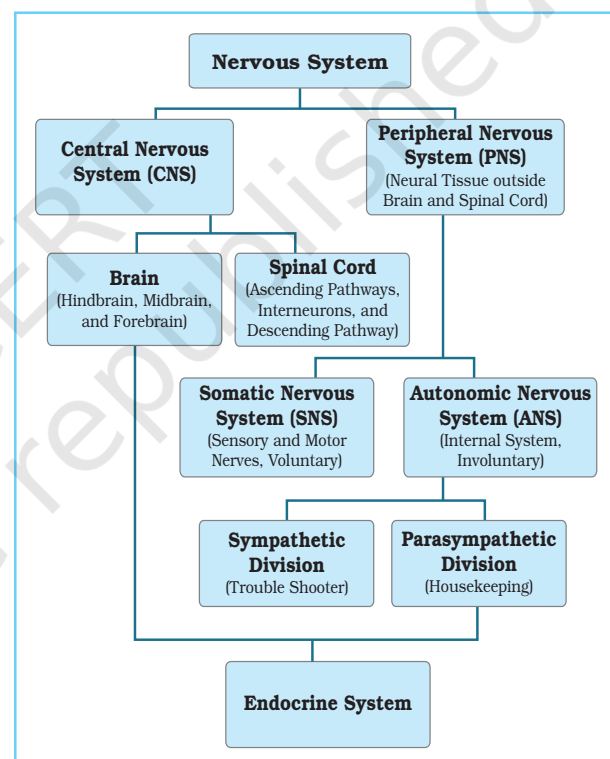 Nervous System
Central Nervous
System (CNS)
Peripheral Nervous
System (PNS)
(Neural Tissue outside
Brain and Spinal Cord)
Brain
(Hindbrain, Midbrain,
and Forebrain)
Spinal Cord
(Ascending Pathways,
Interneurons, and
Descending Pathway)
Somatic Nervous
System (SNS)
(Sensory and Motor
Nerves, Voluntary)
Autonomic Nervous
System (ANS)
(Internal System,
Involuntary)
Sympathetic
Division
(Trouble Shooter)
Parasympathetic
Division
(Housekeeping)
Endocrine System
republished